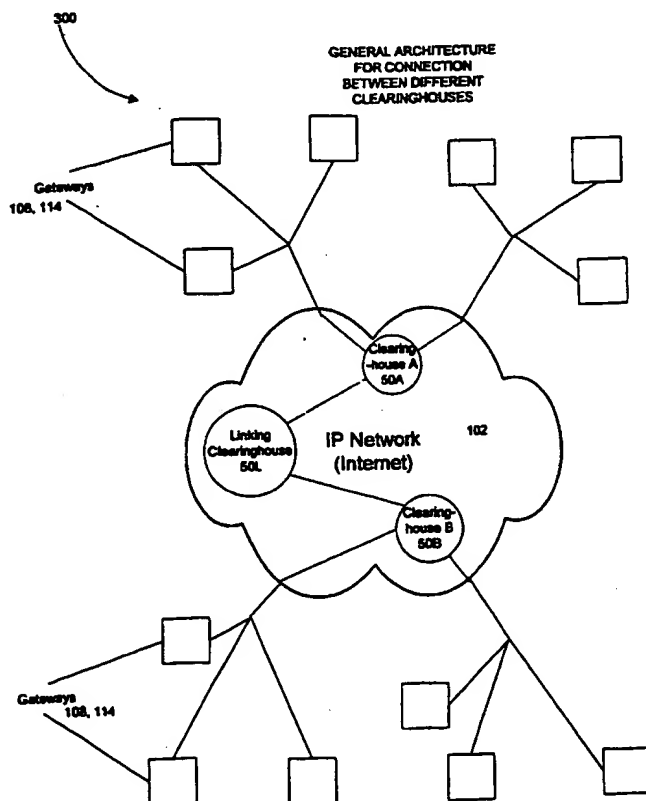 300
GENERAL ARCHITECTURE
FOR CONNECTION
BETWEEN DIFFERENT
CLEARINGHOUSES
Gateways
108, 114
Clearing
-house A
50A
Linking
Clearinghouse
50L
IP Network
(Internet)
102
Clearing-
house B
50B
Gateways
108, 114